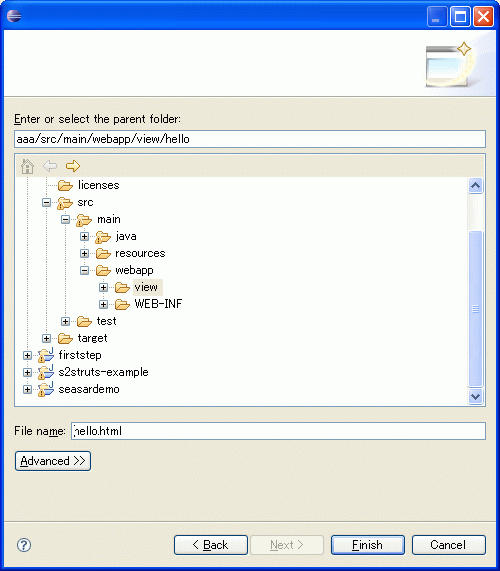 Enter or select the parent folder:
aaa/src/main/webapp/view/hello
licenses
src
main
java
resources
webapp
view
WEB-INF
test
target
firststep
s2struts-example
seasardemo
File name: hello.html
Advanced >>
? < Back Next > Finish Cancel